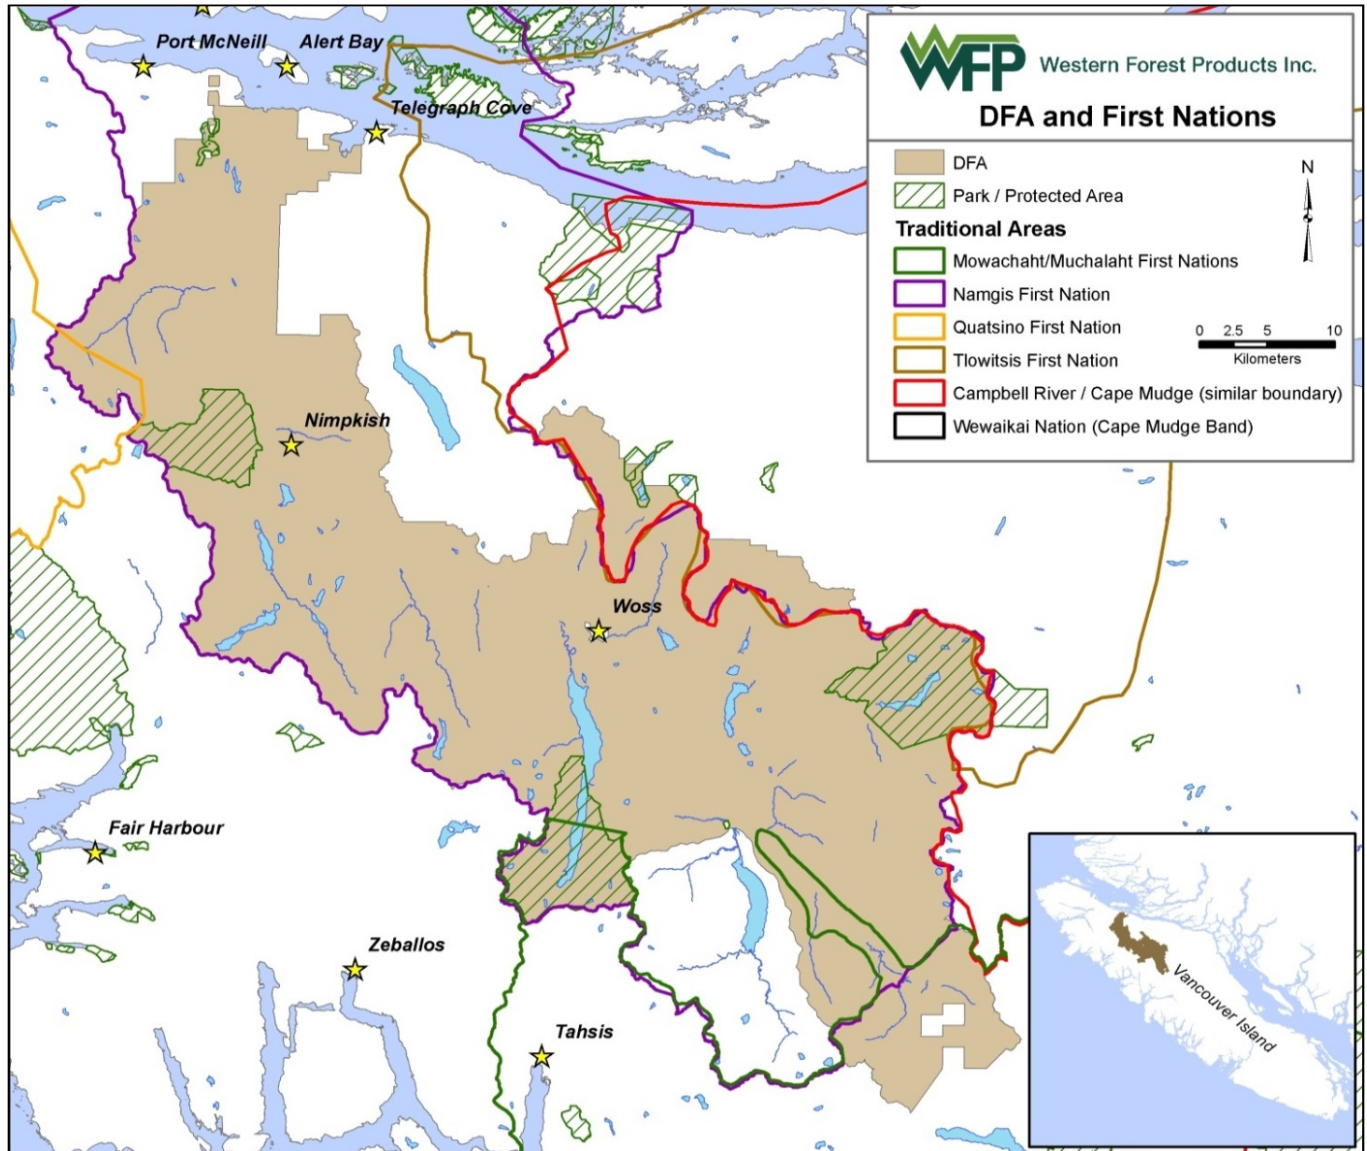 Port McNeill
Alert Bay
Telegraph Cove
WFP Western Forest Products Inc.
DFA and First Nations
DFA
Park / Protected Area
Traditional Areas
Mowachaht/Muchalaht First Nations
Namgis First Nation
Quatsino First Nation
Tlowitsis First Nation
Campbell River / Cape Mudge (similar boundary)
Wewaikai Nation (Cape Mudge Band)
N
0 2.5 5 10
Kilometers
Nimpkish
Woss
Fair Harbour
Zeballos
Tahsis
Vancouver Island